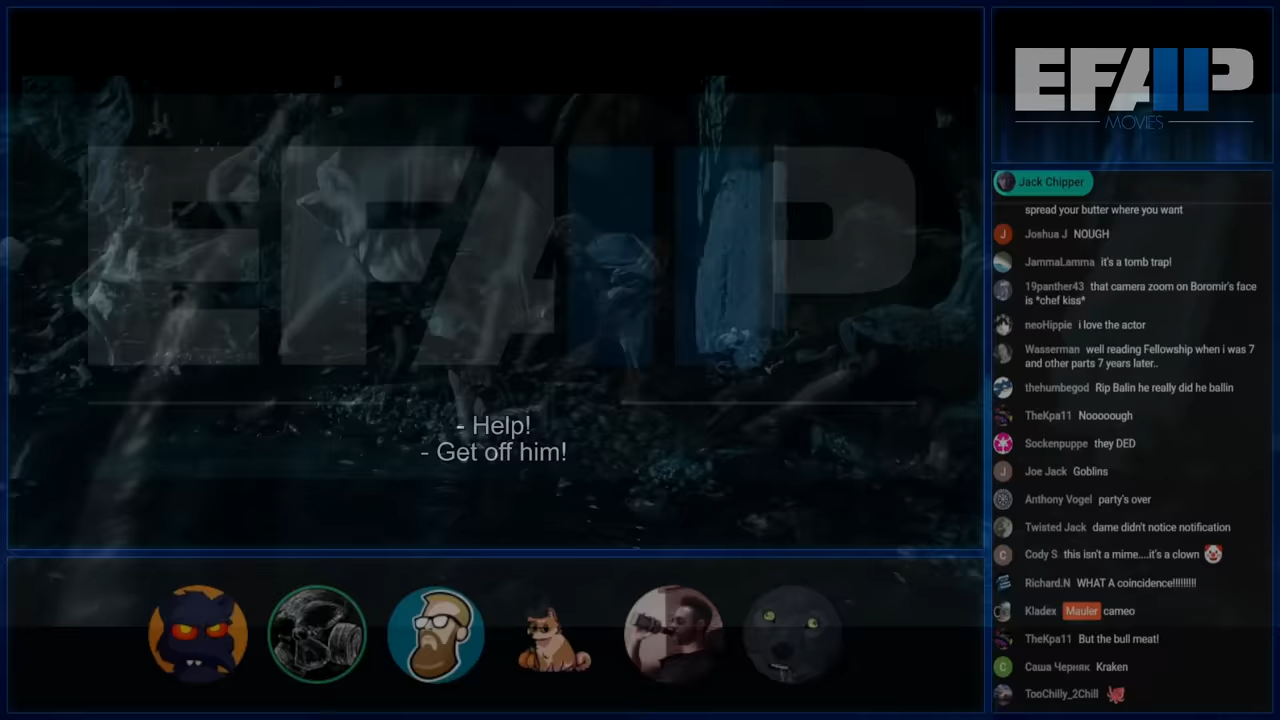 EFAP
- Help!
- Get off him!
EFAP
MOVIES
Jack Chipper
spread your butter where you want
Joshua J NOUGH
JammaLamma it's a tomb trap!
19panther43 that camera zoom on Boromir's face
is *chef kiss*
neoHippie i love the actor
Wasserman well reading Fellowship when i was 7
and other parts 7 years later..
thehumbegod Rip Balin he really did he ballin
TheKpa11 Nooooough
Sockenpuppe they DED
Joe Jack Goblins
Anthony Vogel party's over
Twisted Jack dame didn't notice notification
Cody S this isn't a mime....it's a clown 🤡
Richard.N WHAT A coincidence!!!!!!!!!
Kladex Mauler cameo
TheKpa11 But the bull meat!
Саша Черняк Kraken
TooChilly_2Chill 🐙